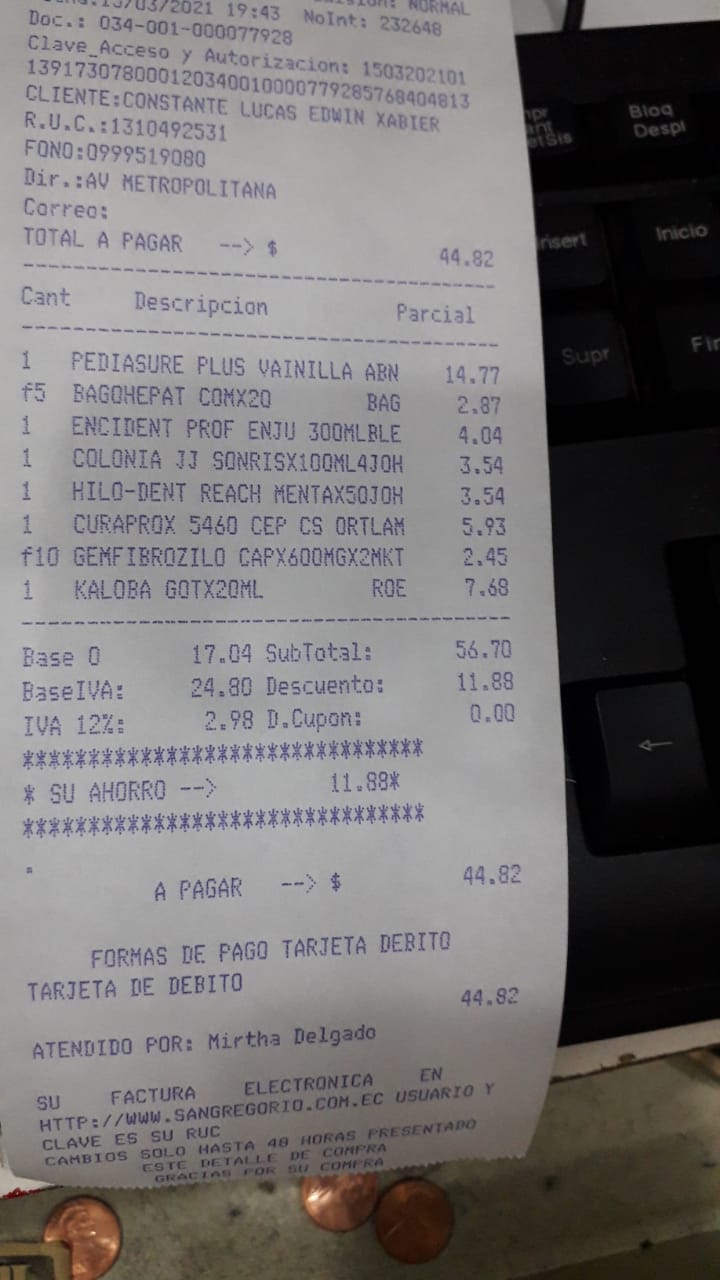 15/03/2021 19:43 NORMAL
Doc.: 034-001-000077928 NoInt: 232648
Clave_Acceso y Autorizacion: 1503202101
139173078000120340010000779285768404813
CLIENTE:CONSTANTE LUCAS EDWIN XABIER
R.U.C.:1310492531
FONO:0999519080
Dir.:AV METROPOLITANA
Correo:
TOTAL A PAGAR --> $ 44.82
Cant Descripcion Parcial
1 PEDIASURE PLUS VAINILLA ABN 14.77
f5 BAGOHEPAT COMX20 BAG 2.87
1 ENCIDENT PROF ENJU 300MLBLE 4.04
1 COLONIA JJ SONRISX100ML4JOH 3.54
1 HILO-DENT REACH MENTAX50JOH 3.54
1 CURAPROX 5460 CEP CS ORTLAM 5.93
f10 GEMFIBROZILO CAPX600MGX2MKT 2.45
1 KALOBA GOTX20ML ROE 7.68
Base 0 17.04 SubTotal: 56.70
BaseIVA: 24.80 Descuento: 11.88
IVA 12%: 2.98 D.Cupon: 0.00
*******************************
* SU AHORRO --> 11.88*
*******************************
A PAGAR --> $ 44.82
FORMAS DE PAGO TARJETA DEBITO
TARJETA DE DEBITO 44.82
ATENDIDO POR: Mirtha Delgado
SU FACTURA ELECTRONICA EN
HTTP://WWW.SANGREGORIO.COM.EC USUARIO Y
CLAVE ES SU RUC
CAMBIOS SOLO HASTA 48 HORAS PRESENTADO
ESTE DETALLE DE COMPRA
GRACIAS POR SU COMPRA
Bloq
Despl
Insert
Inicio
Supr
←